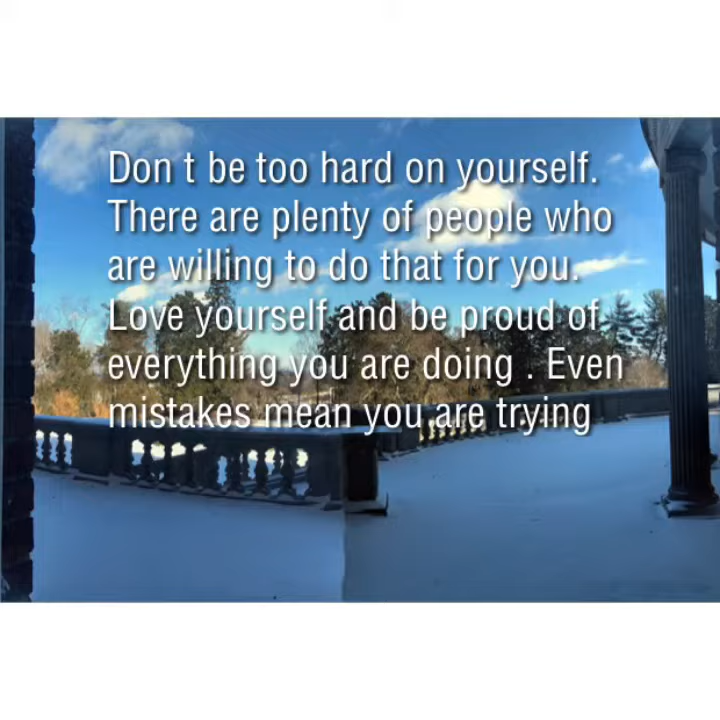 Don t be too hard on yourself.
There are plenty of people who
are willing to do that for you.
Love yourself and be proud of
everything you are doing . Even
mistakes mean you are trying